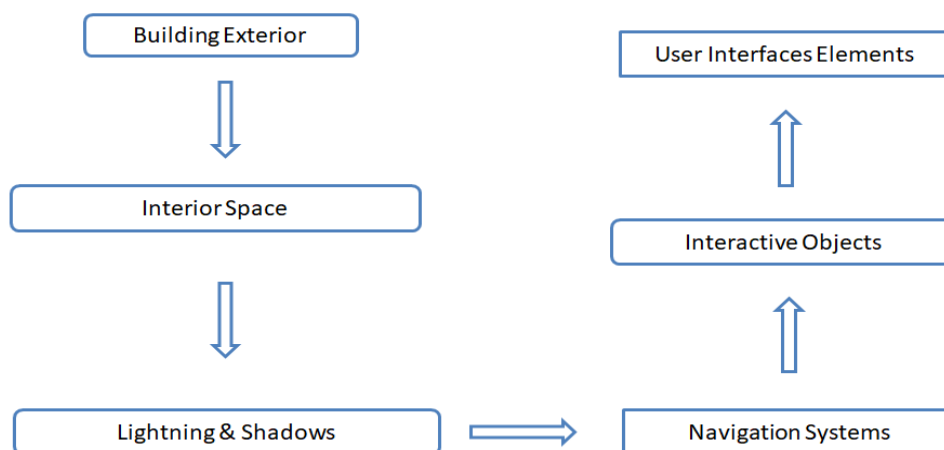 Building Exterior
Interior Space
Lightning & Shadows
Navigation Systems
Interactive Objects
User Interfaces Elements